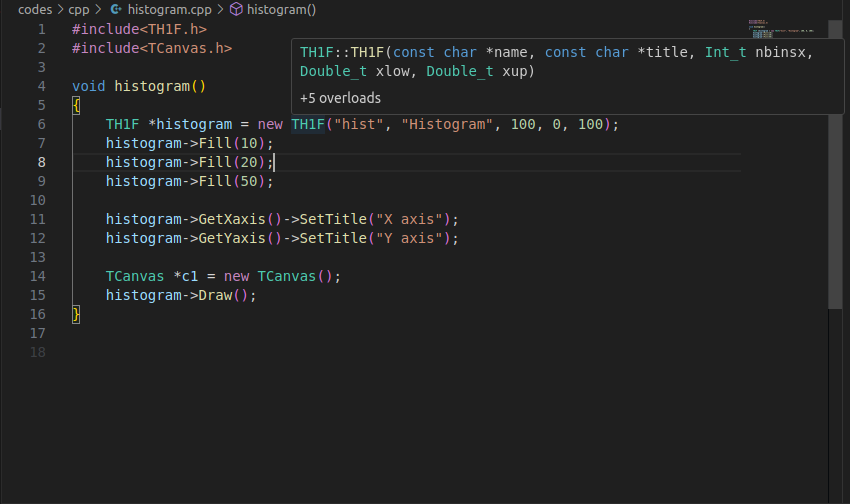 codes > cpp > histogram.cpp > histogram()
1 #include<TH1F.h>
2 #include<TCanvas.h>
3
TH1F::TH1F(const char *name, const char *title, Int_t nbinsx,
Double_t xlow, Double_t xup)
+5 overloads
4 void histogram()
5 {
6 TH1F *histogram = new TH1F("hist", "Histogram", 100, 0, 100);
7 histogram->Fill(10);
8 histogram->Fill(20);
9 histogram->Fill(50);
10
11 histogram->GetXaxis()->SetTitle("X axis");
12 histogram->GetYaxis()->SetTitle("Y axis");
13
14 TCanvas *c1 = new TCanvas();
15 histogram->Draw();
16 }
17
18